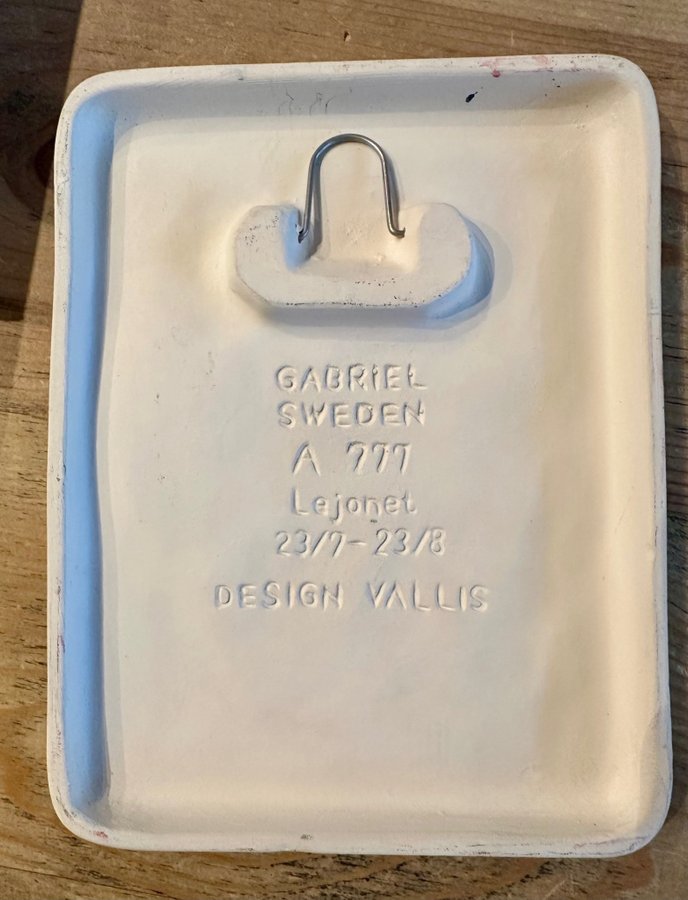 GABRiEL
SWEDEN
A 777
Lejonet
23/7-23/8
DESIGN VALLIS